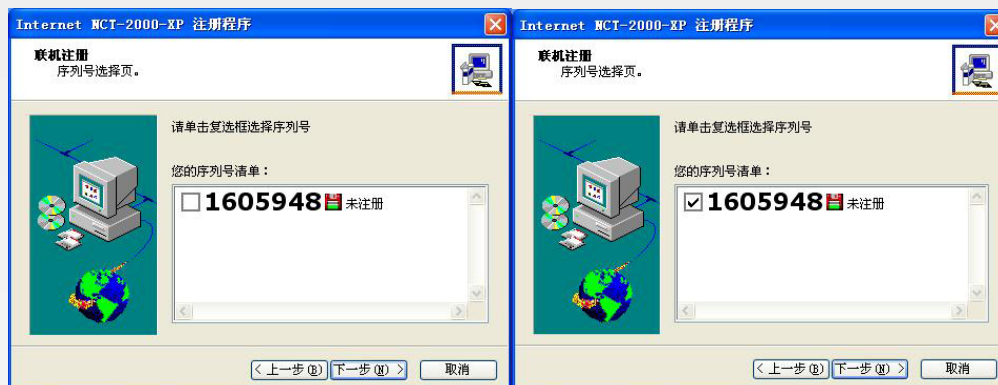 Internet NCT-2000-XP 注册程序
联机注册
序列号选择页。
请单击复选框选择序列号
您的序列号清单：
1605948 未注册
< 上一步(B) 下一步(N) > 取消
Internet NCT-2000-XP 注册程序
联机注册
序列号选择页。
请单击复选框选择序列号
您的序列号清单：
1605948 未注册
< 上一步(B) 下一步(N) > 取消